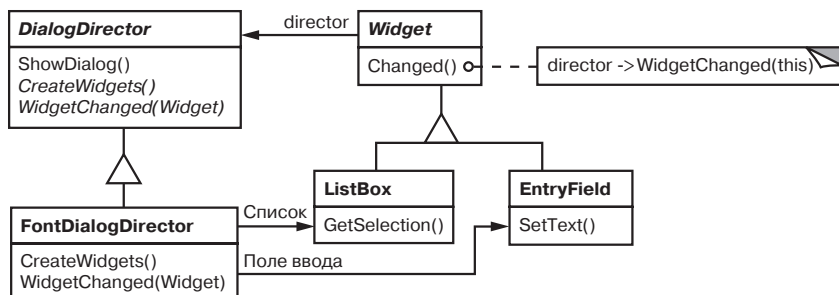 DialogDirector
ShowDialog()
CreateWidgets()
WidgetChanged(Widget)
director
Widget
Changed()
director ->WidgetChanged(this)
FontDialogDirector
CreateWidgets()
WidgetChanged(Widget)
Список
Поле ввода
ListBox
GetSelection()
EntryField
SetText()